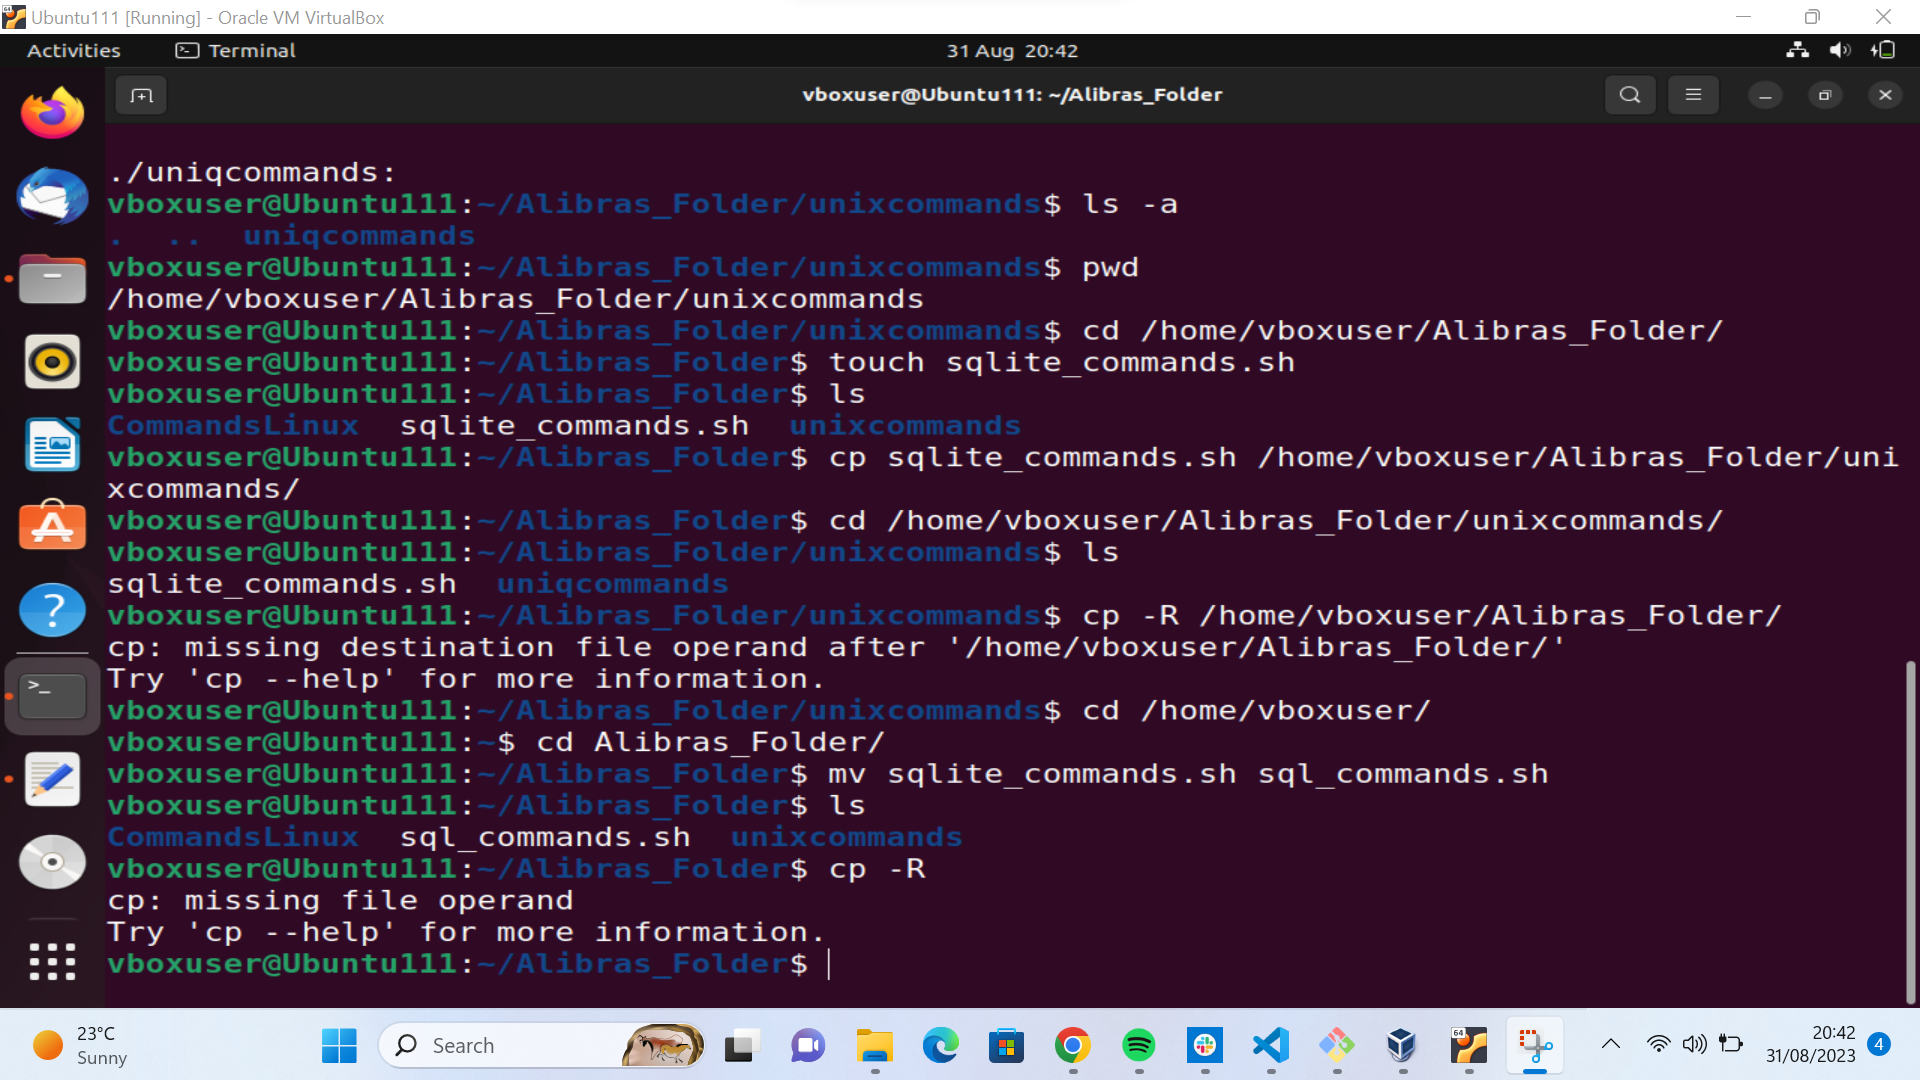 Ubuntu111 [Running] - Oracle VM VirtualBox
Activities Terminal 31 Aug 20:42
vboxuser@Ubuntu111: ~/Alibras_Folder
./uniqcommands:
vboxuser@Ubuntu111:~/Alibras_Folder/unixcommands$ ls -a
. .. uniqcommands
vboxuser@Ubuntu111:~/Alibras_Folder/unixcommands$ pwd
/home/vboxuser/Alibras_Folder/unixcommands
vboxuser@Ubuntu111:~/Alibras_Folder/unixcommands$ cd /home/vboxuser/Alibras_Folder/
vboxuser@Ubuntu111:~/Alibras_Folder$ touch sqlite_commands.sh
vboxuser@Ubuntu111:~/Alibras_Folder$ ls
CommandsLinux sqlite_commands.sh unixcommands
vboxuser@Ubuntu111:~/Alibras_Folder$ cp sqlite_commands.sh /home/vboxuser/Alibras_Folder/uni
xcommands/
vboxuser@Ubuntu111:~/Alibras_Folder$ cd /home/vboxuser/Alibras_Folder/unixcommands/
vboxuser@Ubuntu111:~/Alibras_Folder/unixcommands$ ls
sqlite_commands.sh uniqcommands
vboxuser@Ubuntu111:~/Alibras_Folder/unixcommands$ cp -R /home/vboxuser/Alibras_Folder/
cp: missing destination file operand after '/home/vboxuser/Alibras_Folder/'
Try 'cp --help' for more information.
vboxuser@Ubuntu111:~/Alibras_Folder/unixcommands$ cd /home/vboxuser/
vboxuser@Ubuntu111:~$ cd Alibras_Folder/
vboxuser@Ubuntu111:~/Alibras_Folder$ mv sqlite_commands.sh sql_commands.sh
vboxuser@Ubuntu111:~/Alibras_Folder$ ls
CommandsLinux sql_commands.sh unixcommands
vboxuser@Ubuntu111:~/Alibras_Folder$ cp -R
cp: missing file operand
Try 'cp --help' for more information.
vboxuser@Ubuntu111:~/Alibras_Folder$
23°C
Sunny
Search
64
20:42
31/08/2023
4